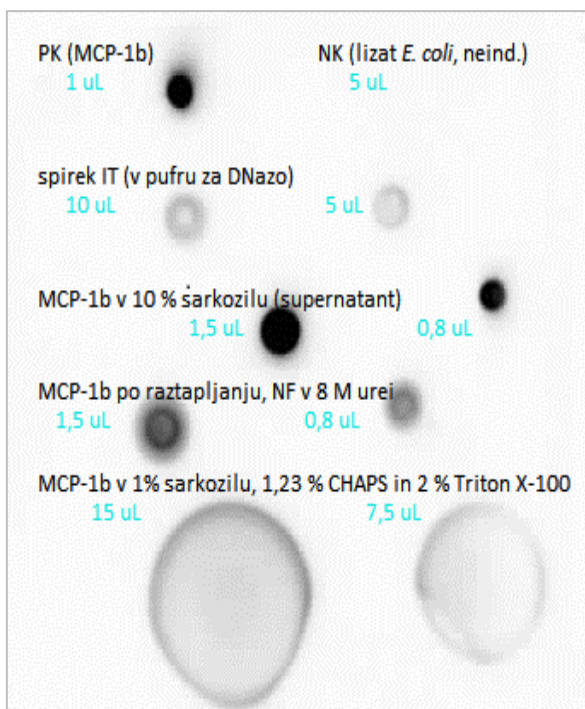 PK (MCP-1b) NK (lizat E. coli, neind.)
1 uL 5 uL
spirek IT (v pufru za DNazo)
10 uL 5 uL
MCP-1b v 10 % sarkozilu (supernatant)
1,5 uL 0,8 uL
MCP-1b po raztapljanju, NF v 8 M urei
1,5 uL 0,8 uL
MCP-1b v 1% sarkozilu, 1,23 % CHAPS in 2 % Triton X-100
15 uL 7,5 uL